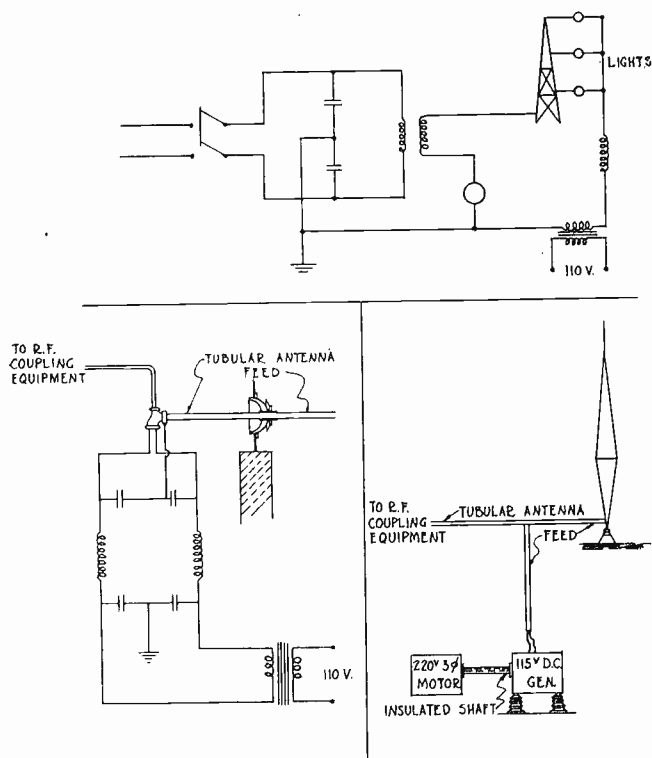 LIGHTS
110 V.
TO R.F.
COUPLING
EQUIPMENT
TUBULAR ANTENNA
FEED
110 V.
TO R.F.
COUPLING
EQUIPMENT
TUBULAR ANTENNA
FEED
220V 3φ
MOTOR
115V D.C.
GEN.
INSULATED SHAFT